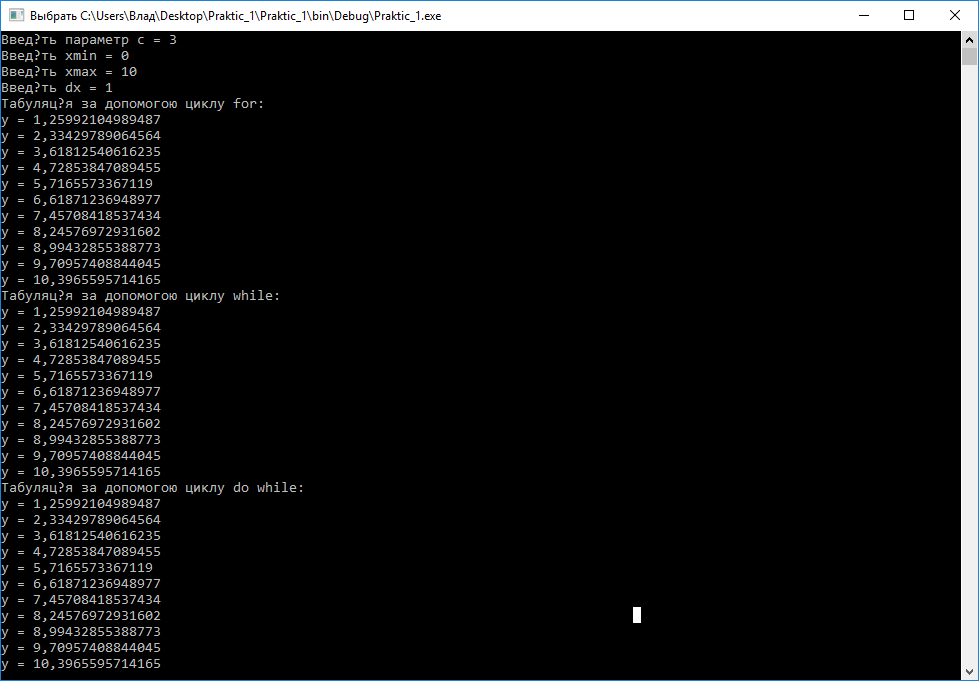 Выбрать C:\Users\Влад\Desktop\Praktic_1\Praktic_1\bin\Debug\Praktic_1.exe
Введ?ть параметр c = 3
Введ?ть xmin = 0
Введ?ть xmax = 10
Введ?ть dx = 1
Табуляц?я за допомогою циклу for:
y = 1,25992104989487
y = 2,33429789064564
y = 3,61812540616235
y = 4,72853847089455
y = 5,7165573367119
y = 6,61871236948977
y = 7,45708418537434
y = 8,24576972931602
y = 8,99432855388773
y = 9,70957408844045
y = 10,3965595714165
Табуляц?я за допомогою циклу while:
y = 1,25992104989487
y = 2,33429789064564
y = 3,61812540616235
y = 4,72853847089455
y = 5,7165573367119
y = 6,61871236948977
y = 7,45708418537434
y = 8,24576972931602
y = 8,99432855388773
y = 9,70957408844045
y = 10,3965595714165
Табуляц?я за допомогою циклу do while:
y = 1,25992104989487
y = 2,33429789064564
y = 3,61812540616235
y = 4,72853847089455
y = 5,7165573367119
y = 6,61871236948977
y = 7,45708418537434
y = 8,24576972931602
y = 8,99432855388773
y = 9,70957408844045
y = 10,3965595714165